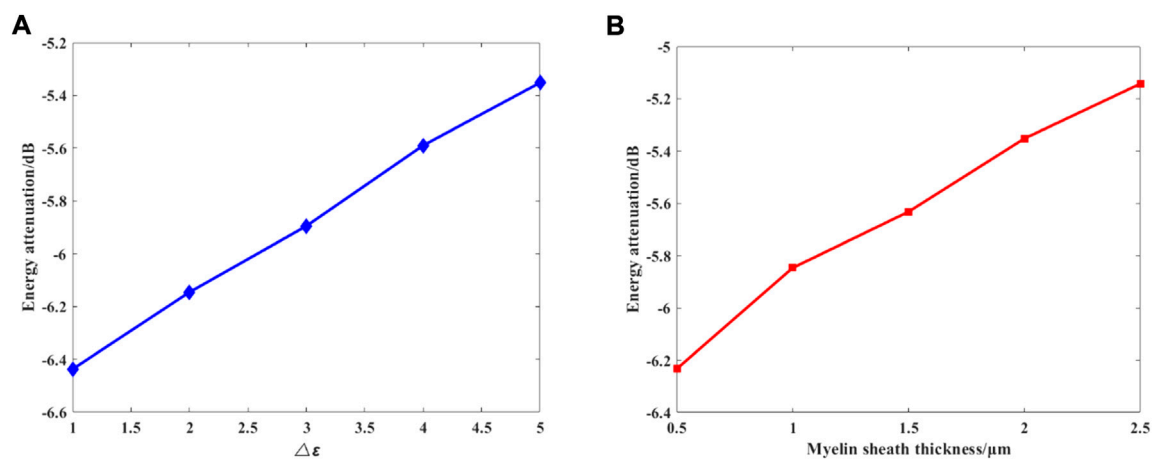 A
-5.2
-5.4
-5.6
-5.8
-6
-6.2
-6.4
-6.6
Energy attenuation/dB
1 1.5 2 2.5 3 3.5 4 4.5 5
△ε
B
-5
-5.2
-5.4
-5.6
-5.8
-6
-6.2
-6.4
Energy attenuation/dB
0.5 1 1.5 2 2.5
Myelin sheath thickness/μm